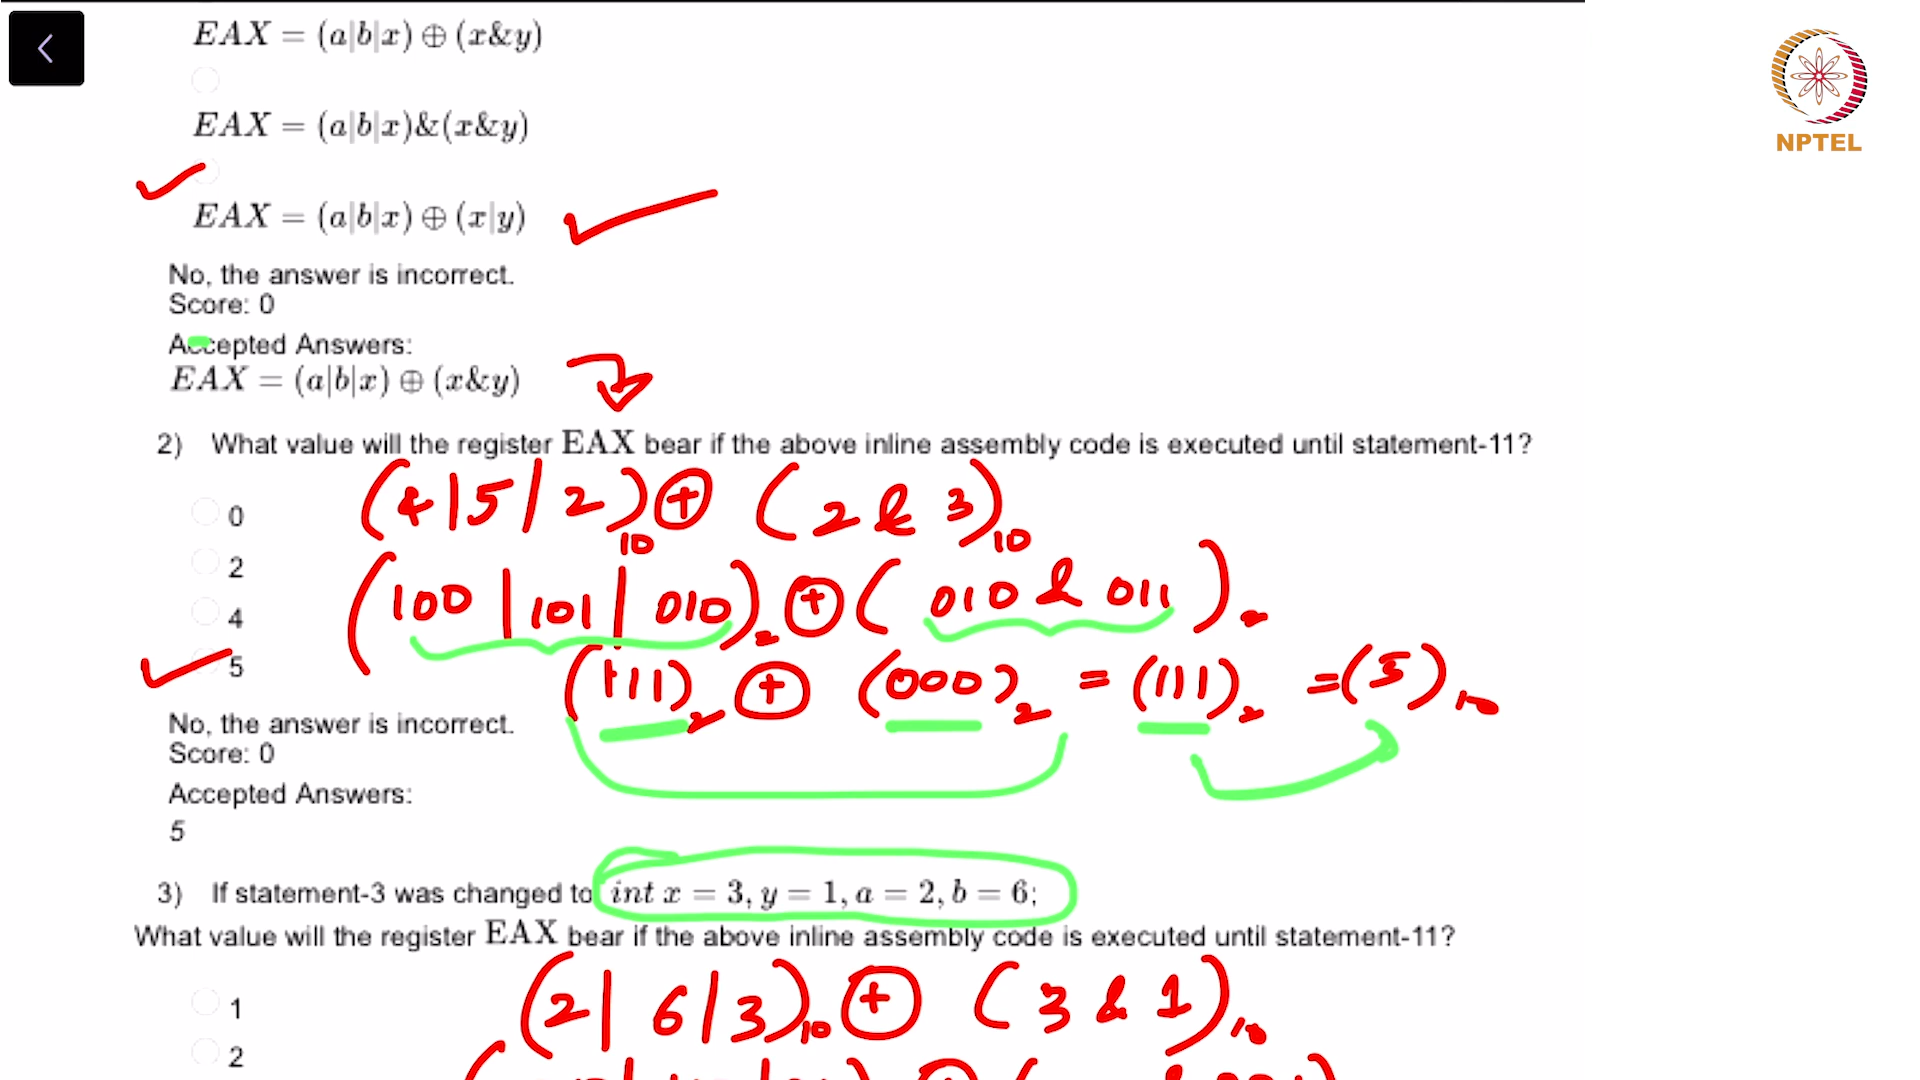 EAX = (a|b|x) ⊕ (x&y)
NPTEL
EAX = (a|b|x)&(x&y)
EAX = (a|b|x) ⊕ (x|y)
No, the answer is incorrect.
Score: 0
Accepted Answers:
EAX = (a|b|x) ⊕ (x&y)
2) What value will the register EAX bear if the above inline assembly code is executed until statement-11?
(4|5|2)₁₀ ⊕ (2 & 3)₁₀
0
2
(100 | 101 | 010)₂ ⊕ (010 & 011)₂
4
5
(111)₂ ⊕ (000)₂ = (111)₂ = (5)₁₀
No, the answer is incorrect.
Score: 0
Accepted Answers:
5
3) If statement-3 was changed to int x = 3, y = 1, a = 2, b = 6;
What value will the register EAX bear if the above inline assembly code is executed until statement-11?
(2| 6|3)₁₀ ⊕ (3 & 1)₁₀
1
2